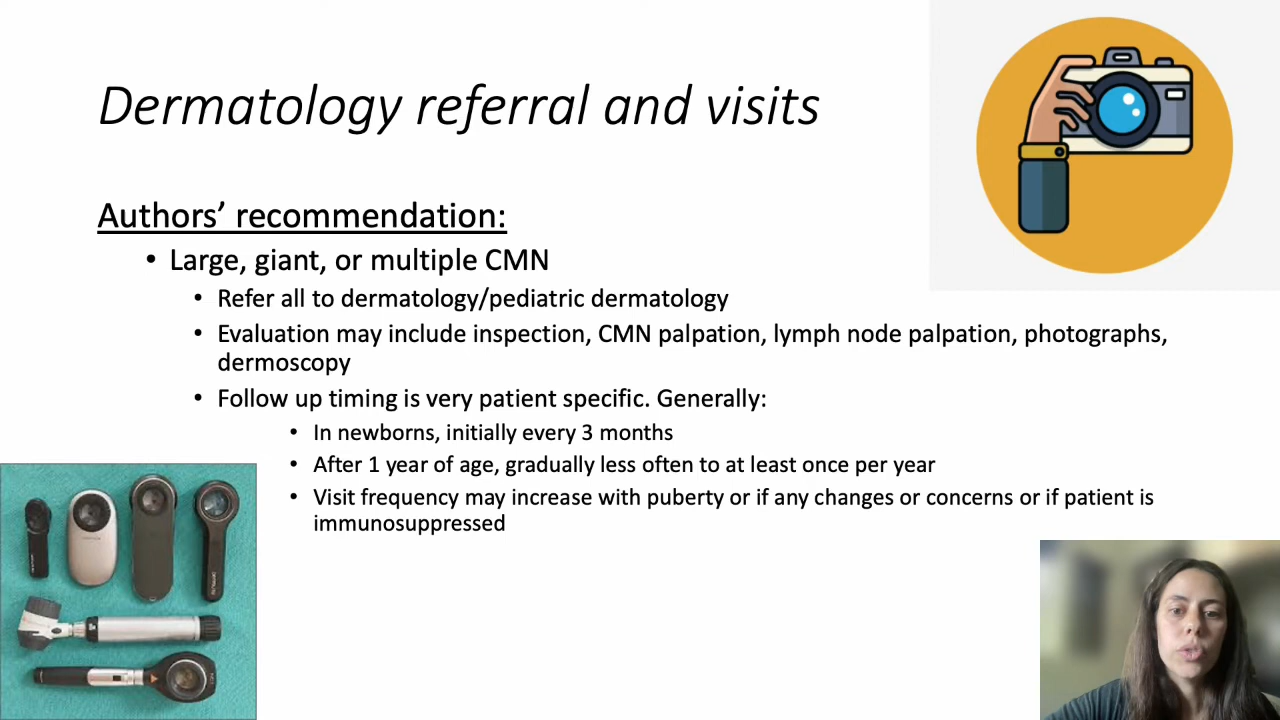 Dermatology referral and visits
Authors’ recommendation:
• Large, giant, or multiple CMN
• Refer all to dermatology/pediatric dermatology
• Evaluation may include inspection, CMN palpation, lymph node palpation, photographs,
dermoscopy
• Follow up timing is very patient specific. Generally:
• In newborns, initially every 3 months
• After 1 year of age, gradually less often to at least once per year
• Visit frequency may increase with puberty or if any changes or concerns or if patient is
immunosuppressed